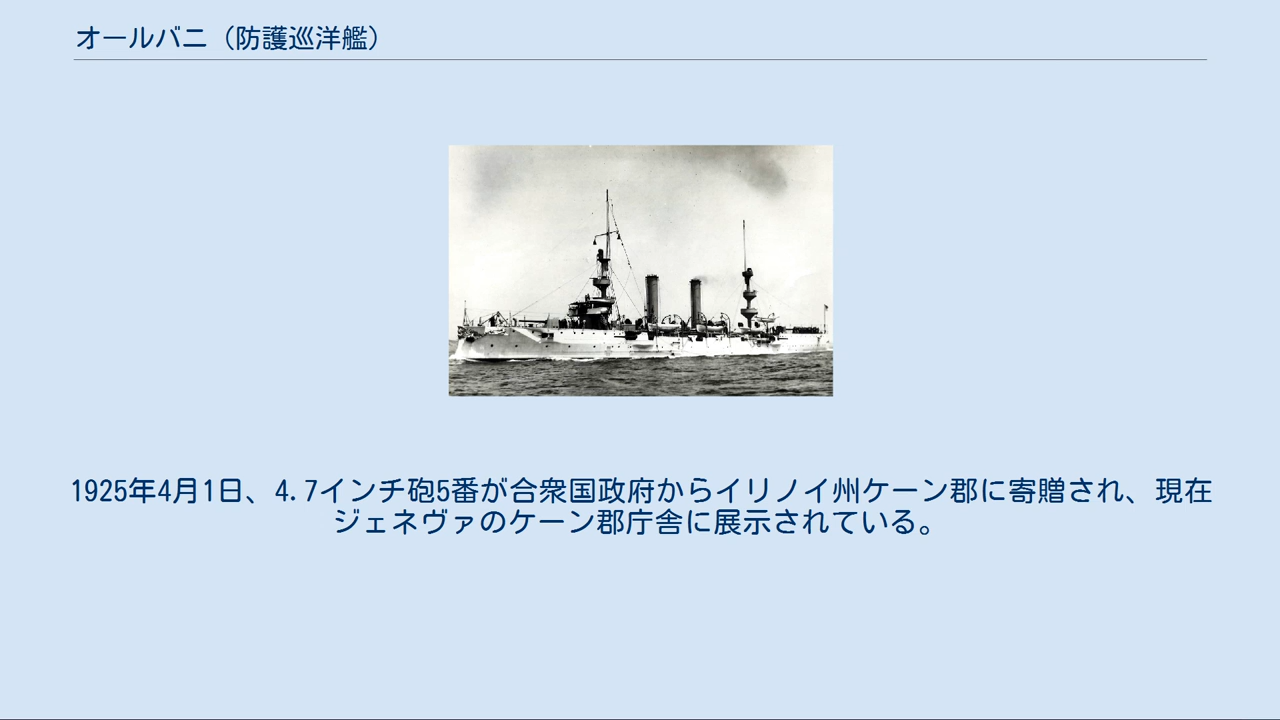 オールバニ（防護巡洋艦）
1925年4月1日、4.7インチ砲5番が合衆国政府からイリノイ州ケーン郡に寄贈され、現在
ジェネヴァのケーン郡庁舎に展示されている。